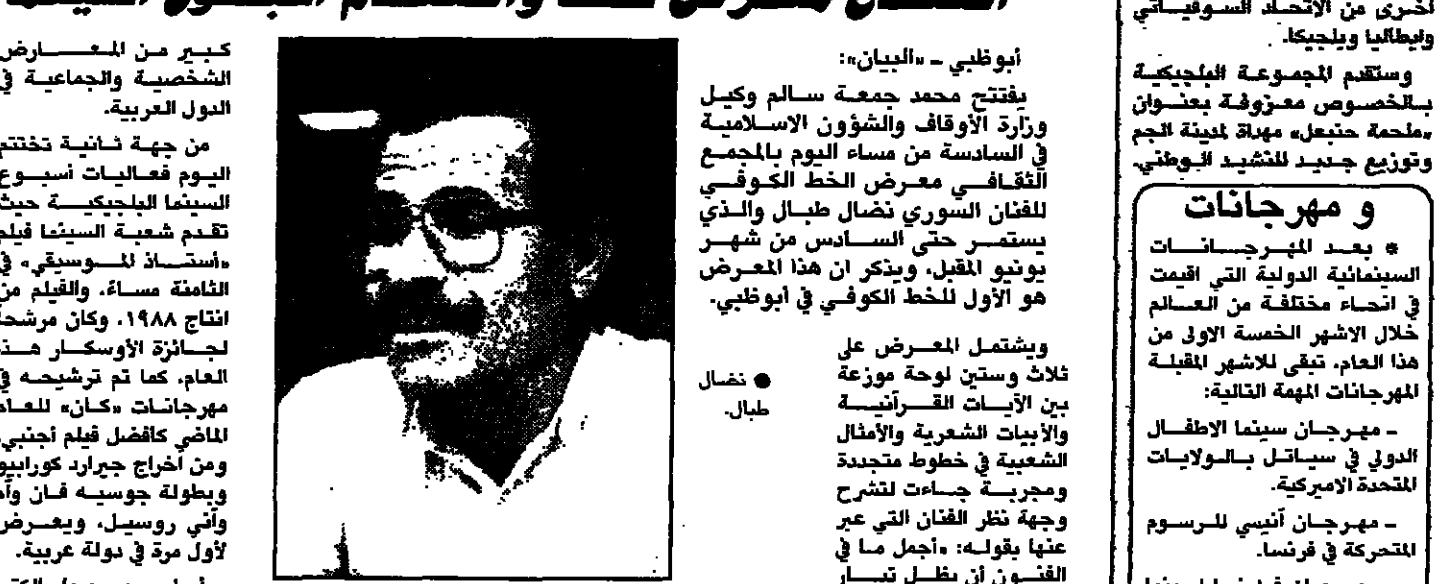 أخرى من الاتحاد السوفياتي
وايطاليا وبلجيكا.
وستقدم المجموعة البلجيكية
بالخصوص معزوفة بعنوان
«ملحمة حنبعل» مهداة لمدينة الجم
وتوزيع جديد للنشيد الوطني.
و مهرجانات
* بعد المهرجانات
السينمائية الدولية التي اقيمت
في انحاء مختلفة من العالم
خلال الاشهر الخمسة الاولى من
هذا العام، تبقى للاشهر المقبلة
المهرجانات المهمة التالية:
ـ مهرجان سينما الاطفال
الدولي في سياتل بالولايات
المتحدة الاميركية.
ـ مهرجان آنيسي للرسوم
المتحركة في فرنسا.
أبوظبي ـ «البيان»:
يفتتح محمد جمعة سالم وكيل
وزارة الأوقاف والشؤون الاسلامية
في السادسة من مساء اليوم بالمجمع
الثقافي معرض الخط الكوفي
للفنان السوري نضال طبال والذي
يستمر حتى السادس من شهر
يونيو المقبل، ويذكر ان هذا المعرض
هو الأول للخط الكوفي في أبوظبي.
ويشتمل المعرض على
ثلاث وستين لوحة موزعة
بين الآيات القرآنية
والأبيات الشعرية والأمثال
الشعبية في خطوط متجددة
ومجربة جاءت لتشرح
وجهة نظر الفنان التي عبر
عنها بقوله: «أجمل ما في
الفنون أن يظل تيار
● نضال
طبال.
كبير من المعارض
الشخصية والجماعية في
الدول العربية.
من جهة ثانية تختتم
اليوم فعاليات أسبوع
السينما البلجيكية حيث
تقدم شعبة السينما فيلم
«أستاذ الموسيقى» في
الثامنة مساءً، والفيلم من
انتاج ١٩٨٨، وكان مرشحا
لجائزة الأوسكار هذا
العام، كما تم ترشيحه في
مهرجانات «كان» للعام
الماضي كأفضل فيلم أجنبي
ومن اخراج جيرارد كورابيو
وبطولة جوسيه فان وأ
وآني روسيل، ويعرض
لأول مرة في دولة عربية.